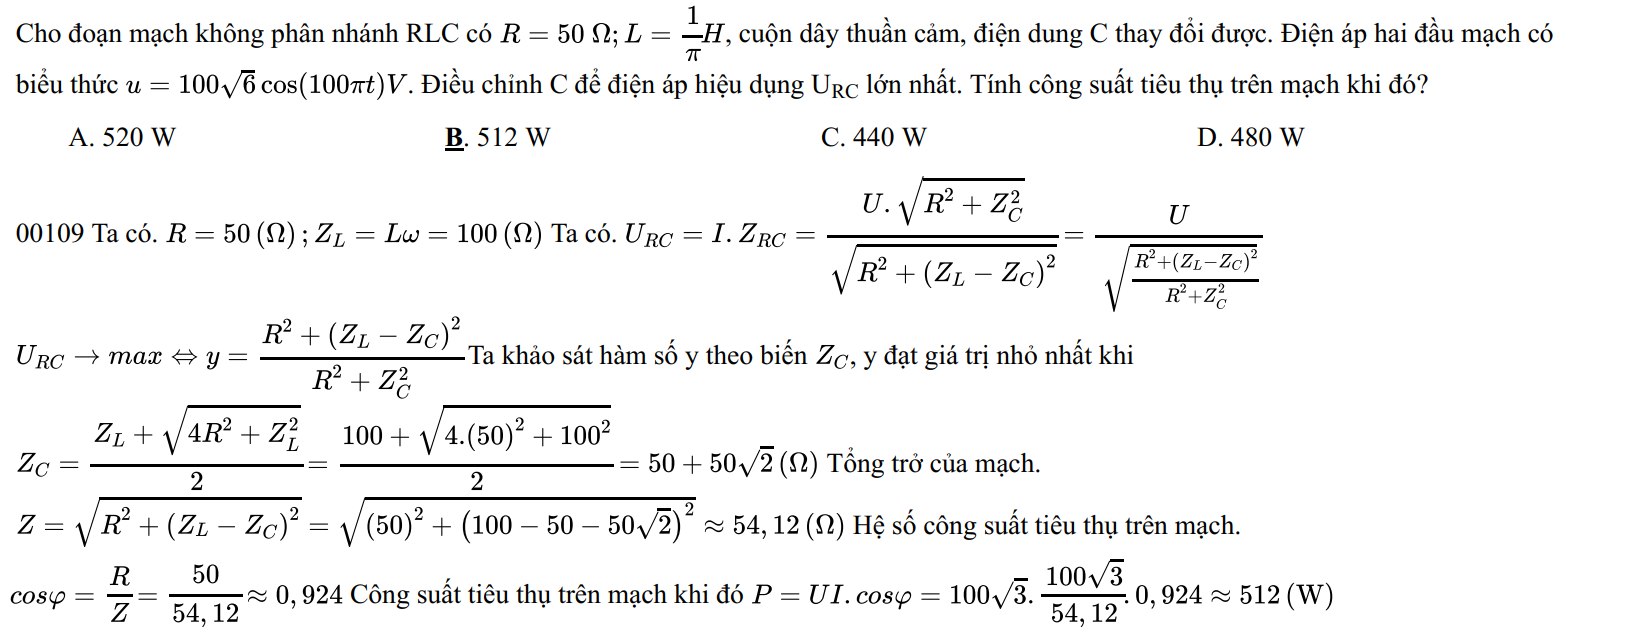 Cho đoạn mạch không phân nhánh RLC có $R = 50\ \Omega; L = \frac{1}{\pi}H$, cuộn dây thuần cảm, điện dung C thay đổi được. Điện áp hai đầu mạch có
biểu thức $u = 100\sqrt{6}\cos(100\pi t)V$. Điều chỉnh C để điện áp hiệu dụng U$_{RC}$ lớn nhất. Tính công suất tiêu thụ trên mạch khi đó?
A. 520 W B. 512 W C. 440 W D. 480 W
00109 Ta có. $R = 50\,(\Omega); Z_L = L\omega = 100\,(\Omega)$ Ta có. $U_{RC} = I.Z_{RC} = \frac{U.\sqrt{R^2 + Z_C^2}}{\sqrt{R^2 + (Z_L - Z_C)^2}} = \frac{U}{\sqrt{\frac{R^2+(Z_L-Z_C)^2}{R^2+Z_C^2}}}$
$U_{RC} \to max \Leftrightarrow y = \frac{R^2 + (Z_L - Z_C)^2}{R^2 + Z_C^2}$ Ta khảo sát hàm số y theo biến $Z_C$, y đạt giá trị nhỏ nhất khi
$Z_C = \frac{Z_L + \sqrt{4R^2 + Z_L^2}}{2} = \frac{100 + \sqrt{4.(50)^2 + 100^2}}{2} = 50 + 50\sqrt{2}\,(\Omega)$ Tổng trở của mạch.
$Z = \sqrt{R^2 + (Z_L - Z_C)^2} = \sqrt{(50)^2 + (100 - 50 - 50\sqrt{2})^2} \approx 54,12\,(\Omega)$ Hệ số công suất tiêu thụ trên mạch.
$cos\varphi = \frac{R}{Z} = \frac{50}{54,12} \approx 0,924$ Công suất tiêu thụ trên mạch khi đó $P = UI.cos\varphi = 100\sqrt{3}.\frac{100\sqrt{3}}{54,12}.0,924 \approx 512\,(\mathrm{W})$